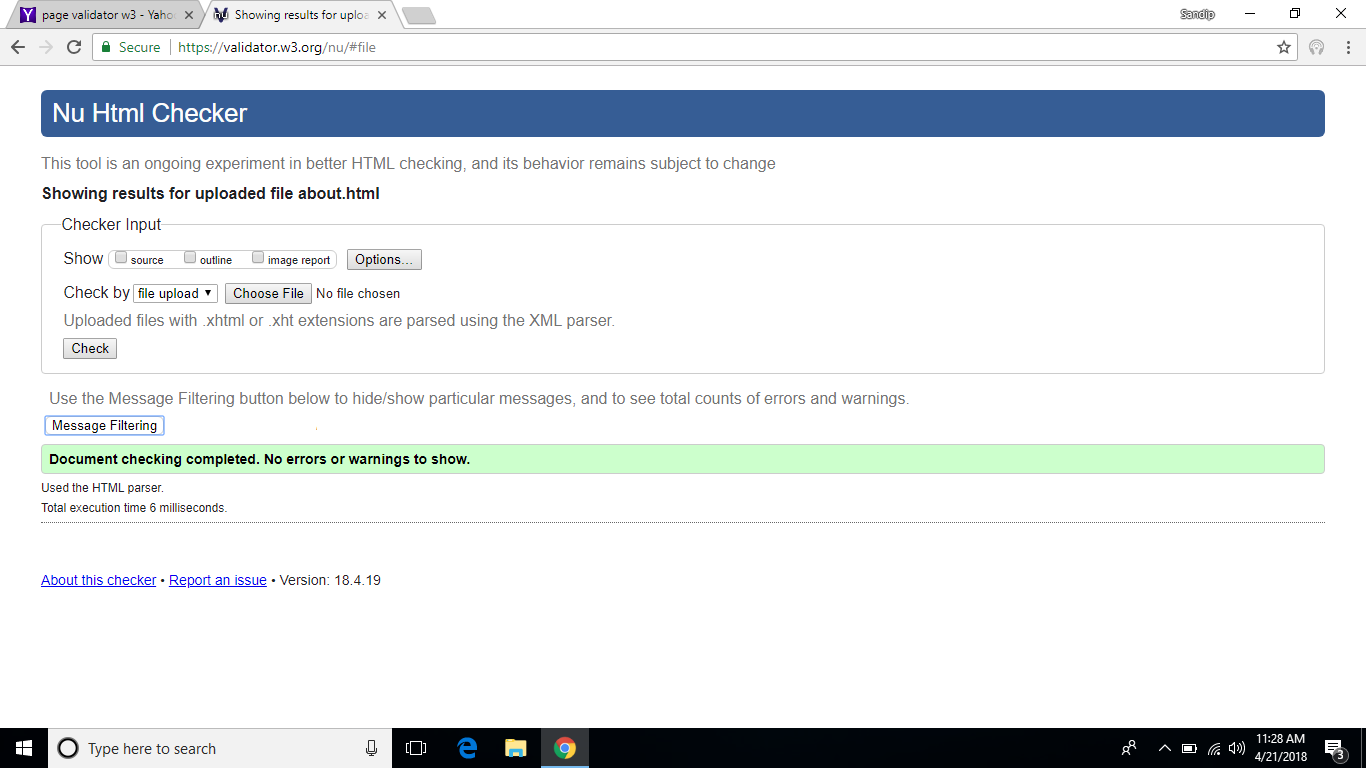 page validator w3 - Yaho
Showing results for uploa
Sandip
Secure
https://validator.w3.org/nu/#file
Nu Html Checker
This tool is an ongoing experiment in better HTML checking, and its behavior remains subject to change
Showing results for uploaded file about.html
Checker Input
Show source outline image report Options...
Check by file upload Choose File No file chosen
Uploaded files with .xhtml or .xht extensions are parsed using the XML parser.
Check
Use the Message Filtering button below to hide/show particular messages, and to see total counts of errors and warnings.
Message Filtering
Document checking completed. No errors or warnings to show.
Used the HTML parser.
Total execution time 6 milliseconds.
About this checker • Report an issue • Version: 18.4.19
Type here to search
11:28 AM
4/21/2018
3